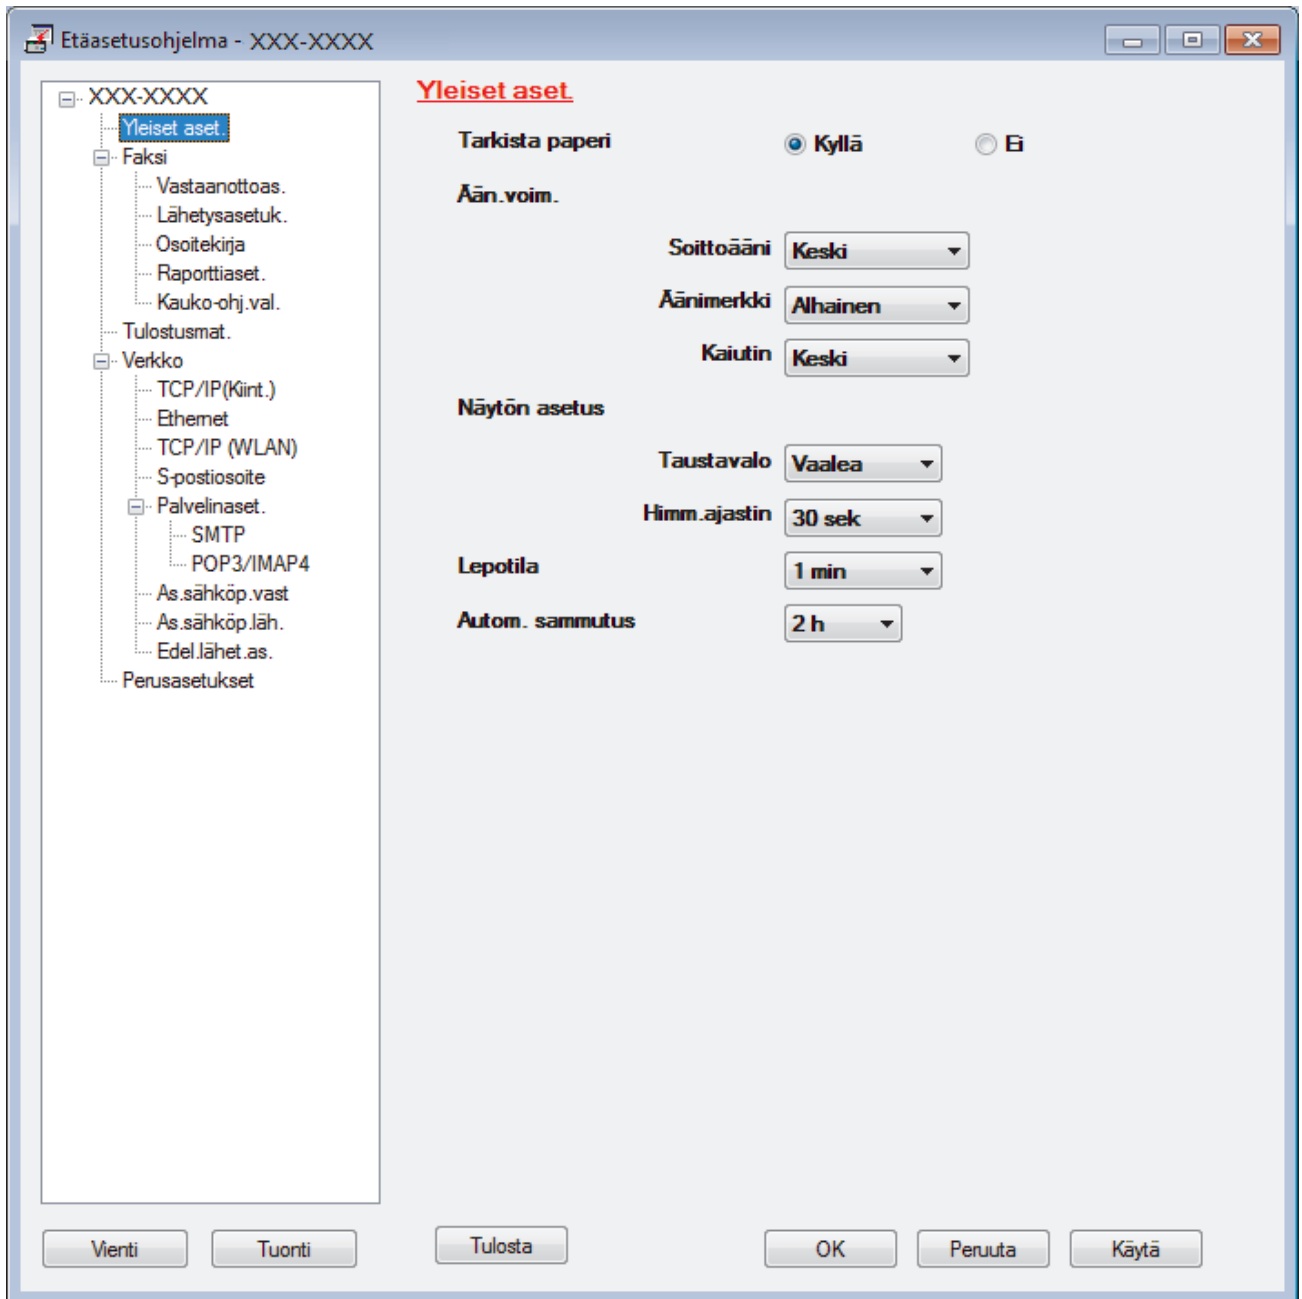 Etäasetusohjelma - XXX-XXXX
XXX-XXXX
Yleiset aset.
Faksi
Vastaanottoas.
Lähetysasetuk.
Osoitekirja
Raporttiaset.
Kauko-ohj.val.
Tulostusmat.
Verkko
TCP/IP(Kiint.)
Ethernet
TCP/IP (WLAN)
S-postiosoite
Palvelinaset.
SMTP
POP3/IMAP4
As.sähköp.vast
As.sähköp.läh.
Edel.lähet.as.
Perusasetukset
Yleiset aset.
Tarkista paperi Kyllä Ei
Ään.voim.
Soittoääni Keski
Äänimerkki Alhainen
Kaiutin Keski
Näytön asetus
Taustavalo Vaalea
Himm.ajastin 30 sek
Lepotila 1 min
Autom. sammutus 2 h
Vienti Tuonti Tulosta OK Peruuta Käytä